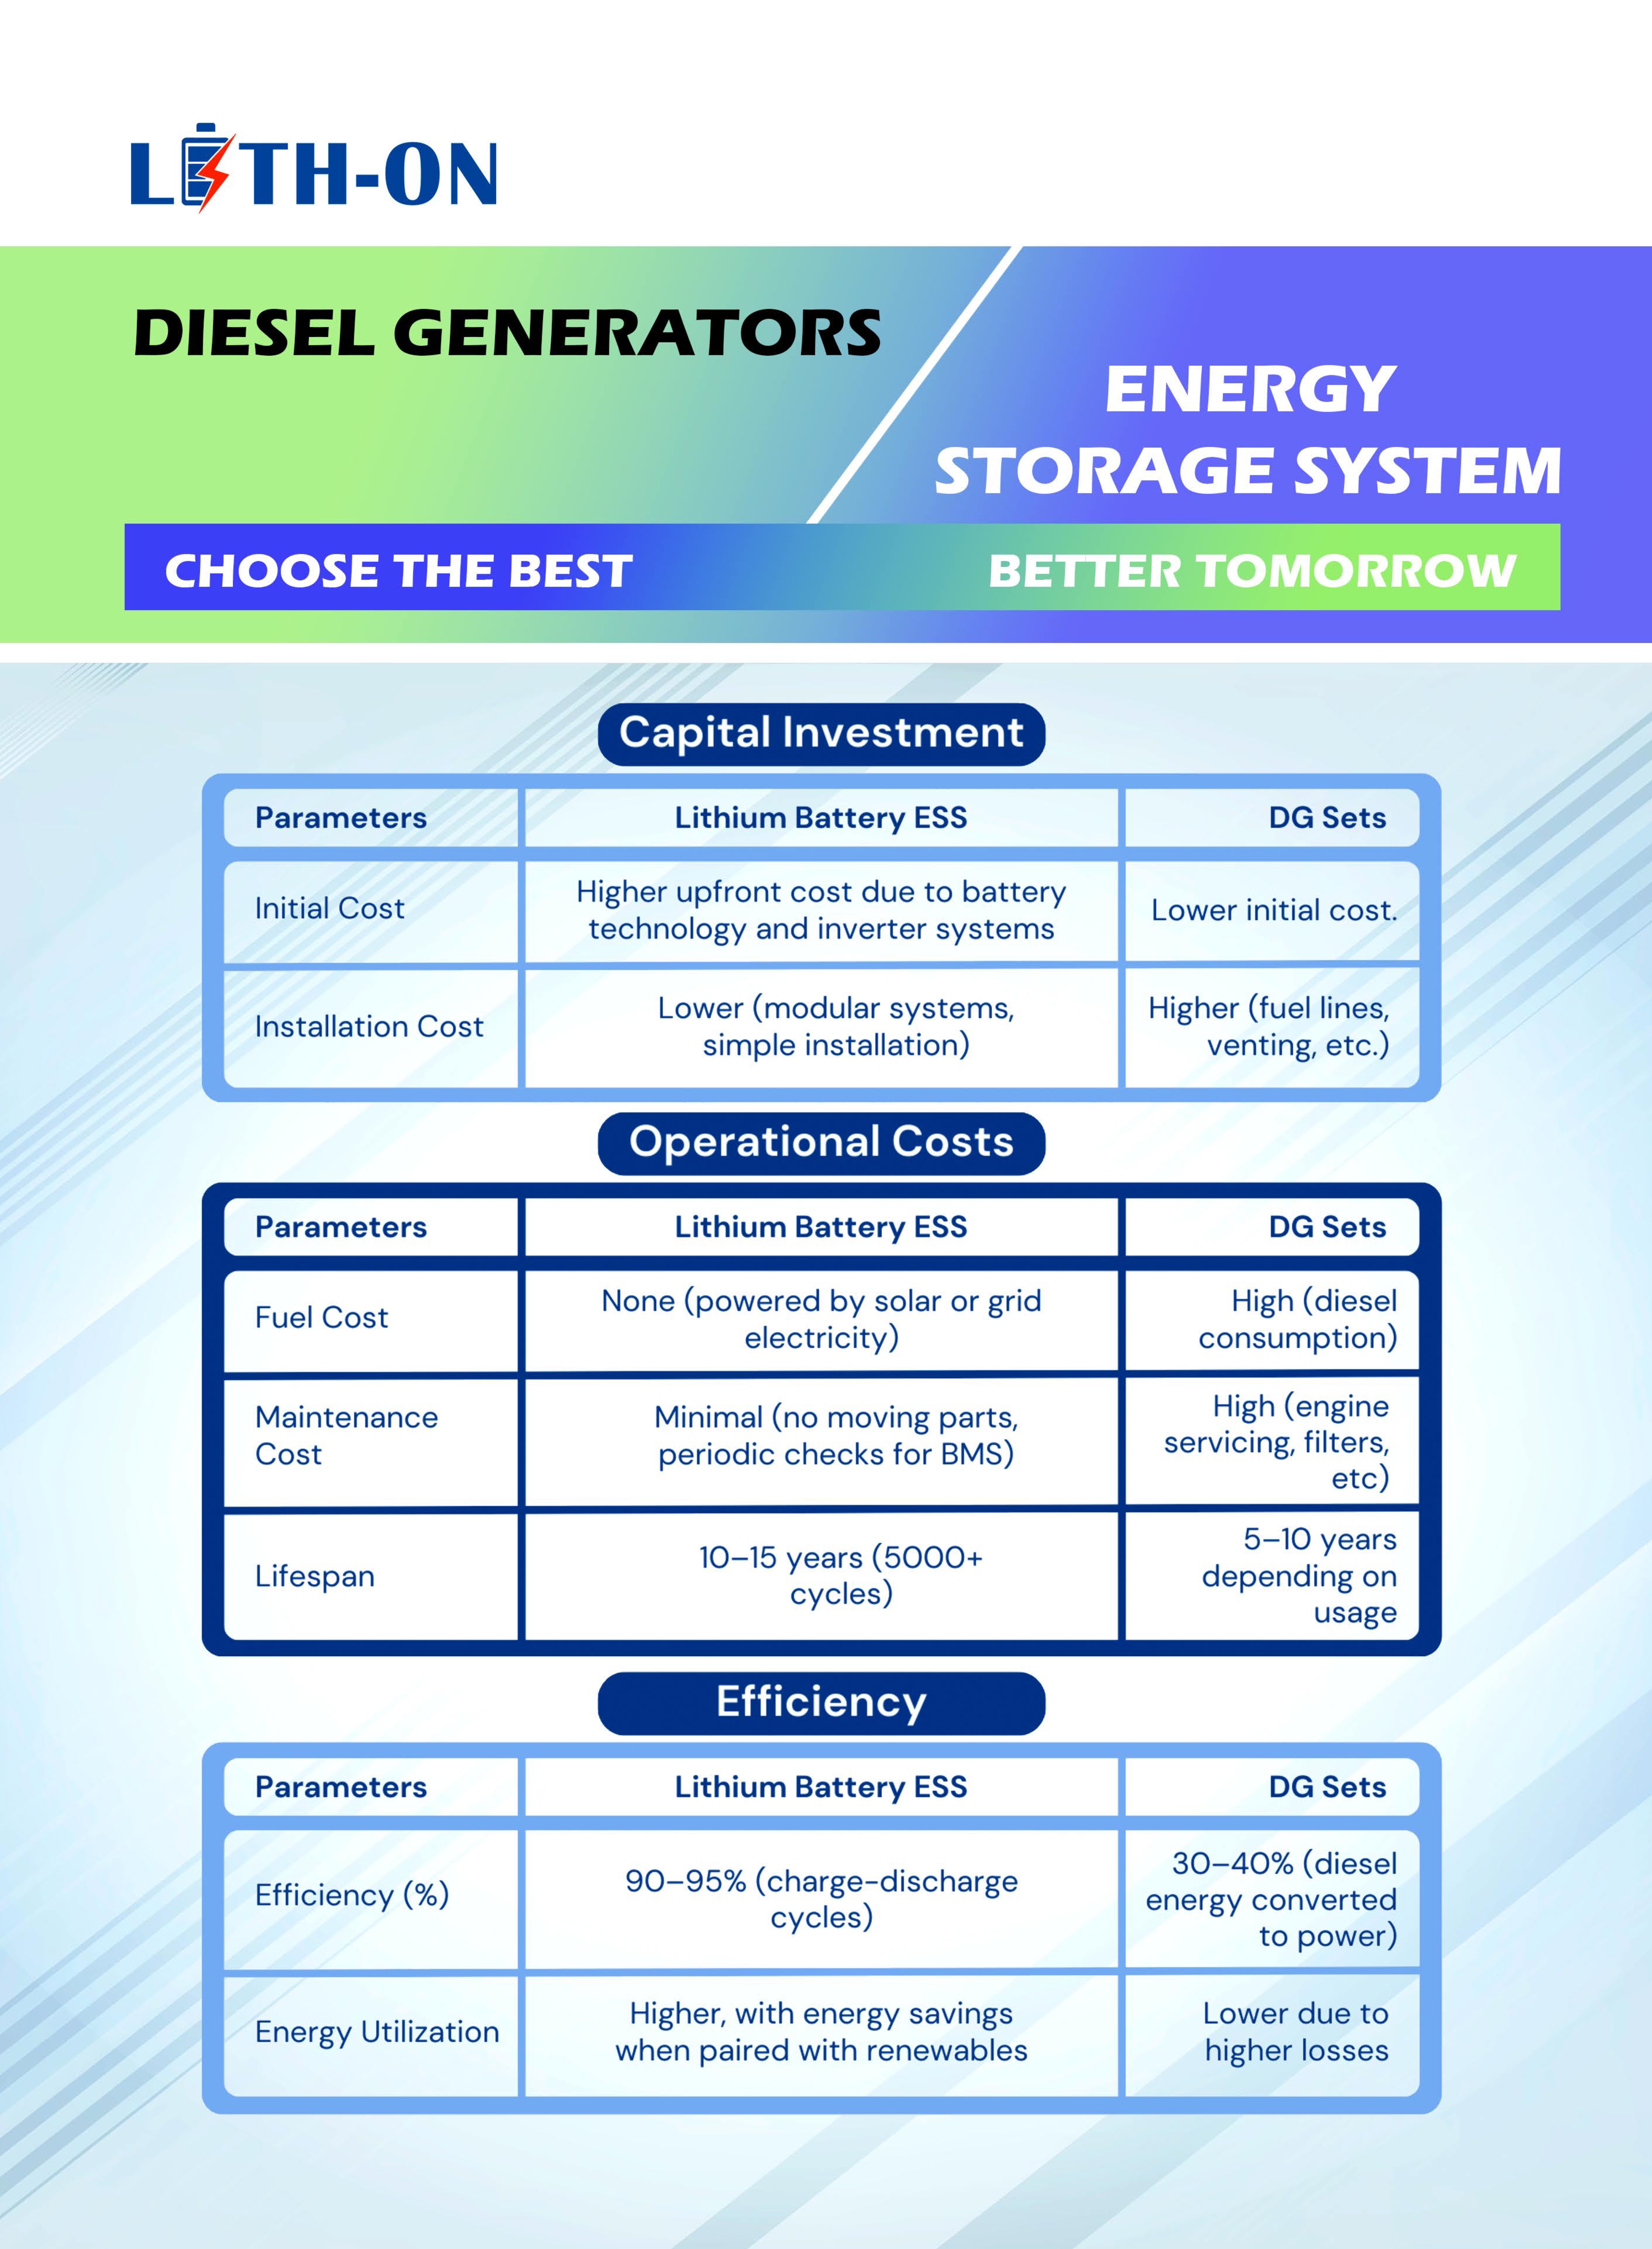 LITH-ON
DIESEL GENERATORS
ENERGY
STORAGE SYSTEM
CHOOSE THE BEST
BETTER TOMORROW
Capital Investment
Parameters
Lithium Battery ESS
DG Sets
Initial Cost
Higher upfront cost due to battery
technology and inverter systems
Lower initial cost.
Installation Cost
Lower (modular systems,
simple installation)
Higher (fuel lines,
venting, etc.)
Operational Costs
Parameters
Lithium Battery ESS
DG Sets
Fuel Cost
None (powered by solar or grid
electricity)
High (diesel
consumption)
Maintenance
Cost
Minimal (no moving parts,
periodic checks for BMS)
High (engine
servicing, filters,
etc)
Lifespan
10–15 years (5000+
cycles)
5–10 years
depending on
usage
Efficiency
Parameters
Lithium Battery ESS
DG Sets
Efficiency (%)
90–95% (charge-discharge
cycles)
30–40% (diesel
energy converted
to power)
Energy Utilization
Higher, with energy savings
when paired with renewables
Lower due to
higher losses